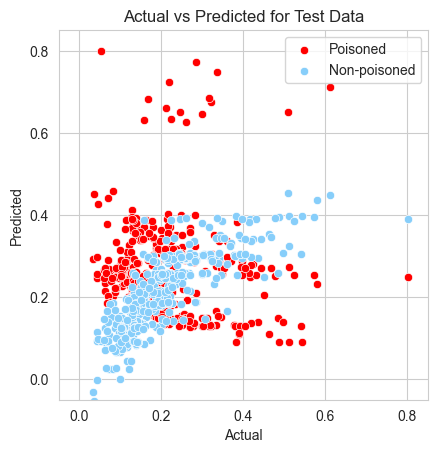 Actual vs Predicted for Test Data
Poisoned
Non-poisoned
Predicted
0.8
0.6
0.4
0.2
0.0
0.0 0.2 0.4 0.6 0.8
Actual